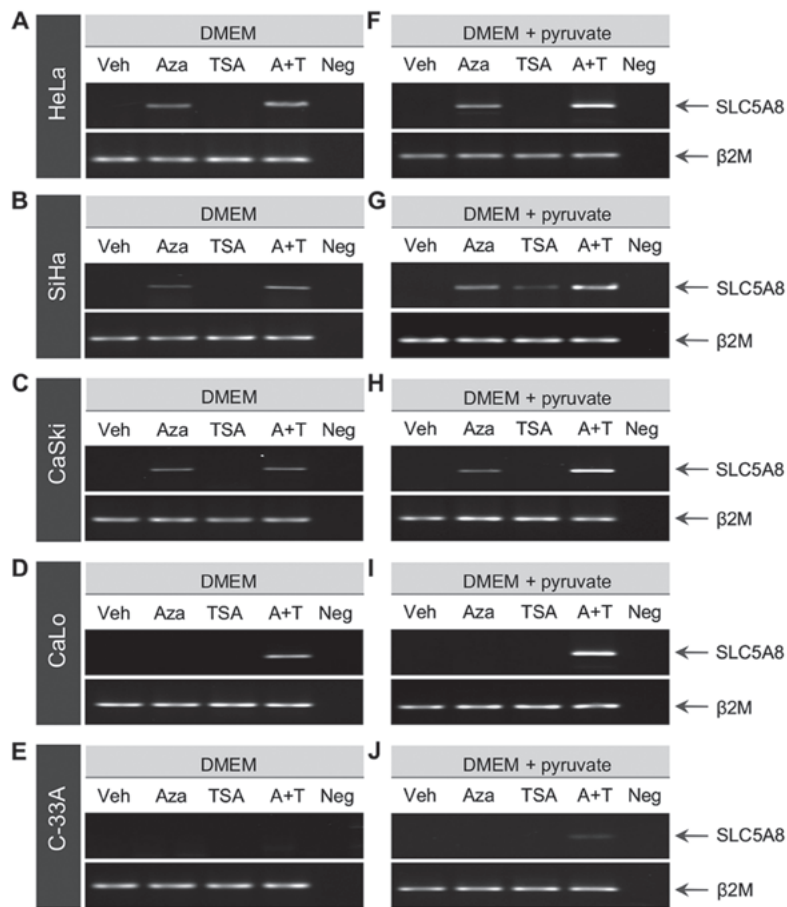 A
HeLa
DMEM
Veh Aza TSA A+T Neg
F
DMEM + pyruvate
Veh Aza TSA A+T Neg
SLC5A8
β2M
B
SiHa
DMEM
Veh Aza TSA A+T Neg
G
DMEM + pyruvate
Veh Aza TSA A+T Neg
SLC5A8
β2M
C
CaSki
DMEM
Veh Aza TSA A+T Neg
H
DMEM + pyruvate
Veh Aza TSA A+T Neg
SLC5A8
β2M
D
CaLo
DMEM
Veh Aza TSA A+T Neg
I
DMEM + pyruvate
Veh Aza TSA A+T Neg
SLC5A8
β2M
E
C-33A
DMEM
Veh Aza TSA A+T Neg
J
DMEM + pyruvate
Veh Aza TSA A+T Neg
SLC5A8
β2M